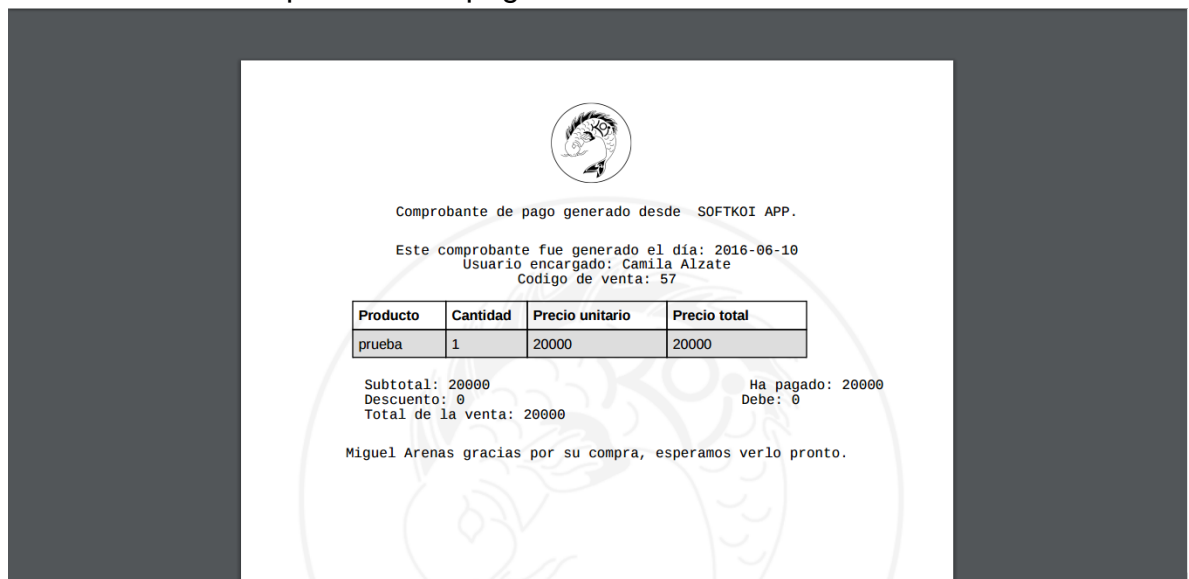 Koi
Comprobante de pago generado desde SOFTKOI APP.
Este comprobante fue generado el día: 2016-06-10
Usuario encargado: Camila Alzate
Codigo de venta: 57
Producto Cantidad Precio unitario Precio total
prueba 1 20000 20000
Subtotal: 20000 Ha pagado: 20000
Descuento: 0 Debe: 0
Total de la venta: 20000
Miguel Arenas gracias por su compra, esperamos verlo pronto.